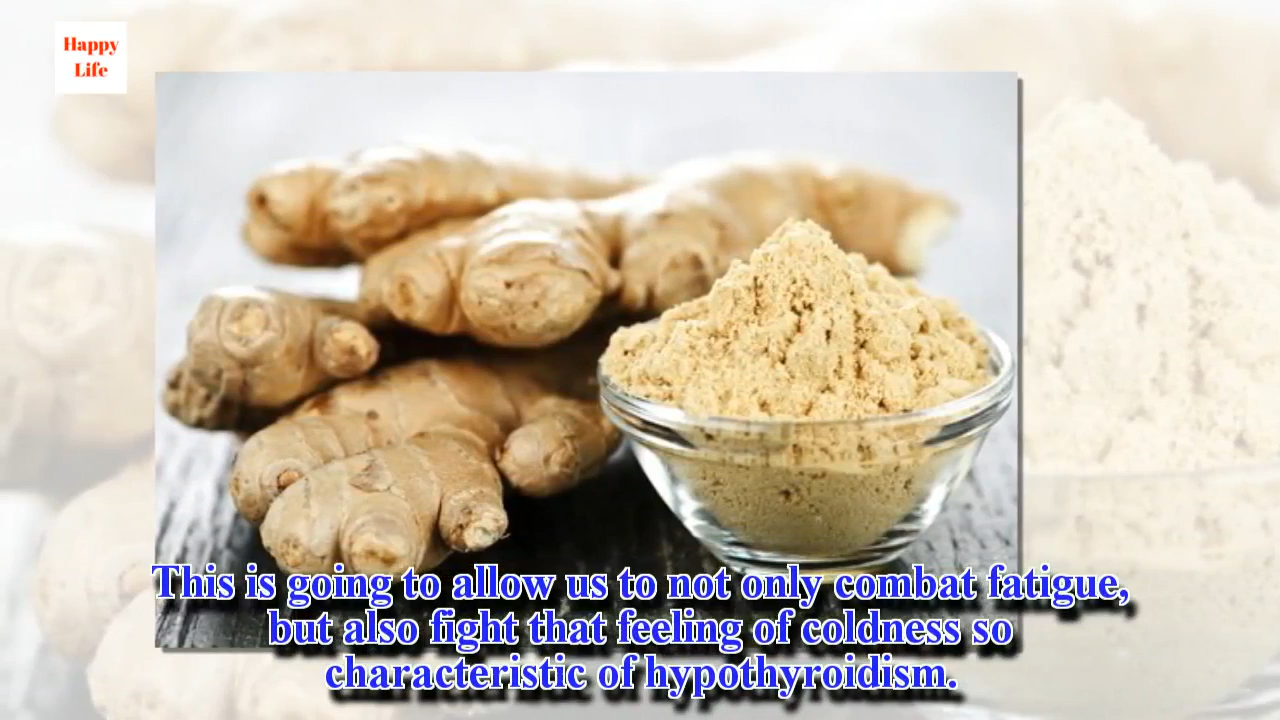 Happy
Life
This is going to allow us to not only combat fatigue,
but also fight that feeling of coldness so
characteristic of hypothyroidism.